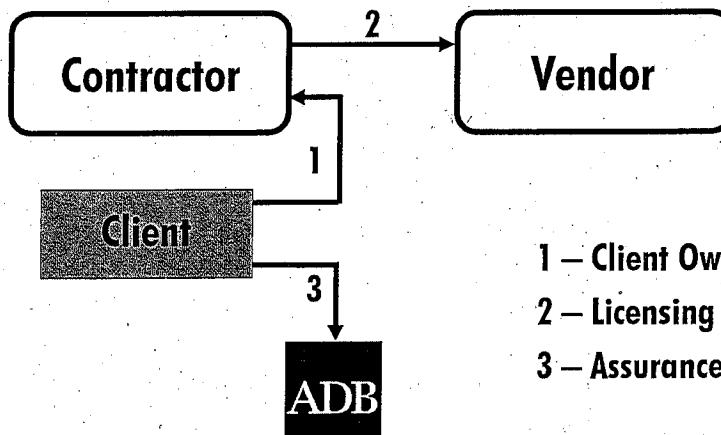 2
Contractor
Vendor
1
Client
3
ADB
1 – Client Ow
2 – Licensing
3 – Assurance